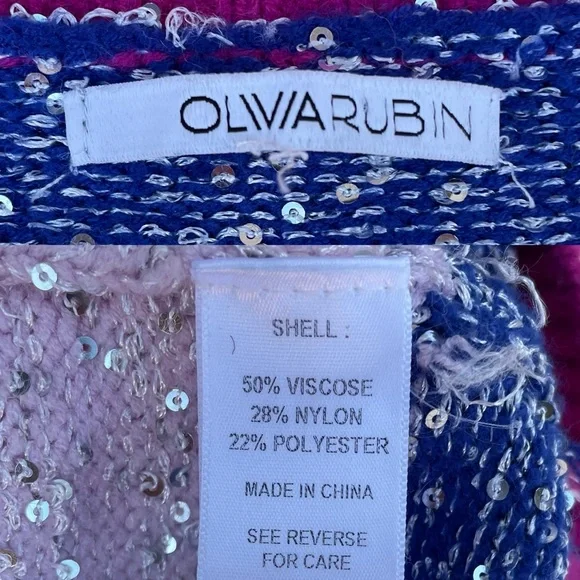 OLIVIARUBIN
SHELL :
50% VISCOSE
28% NYLON
22% POLYESTER
MADE IN CHINA
SEE REVERSE
FOR CARE